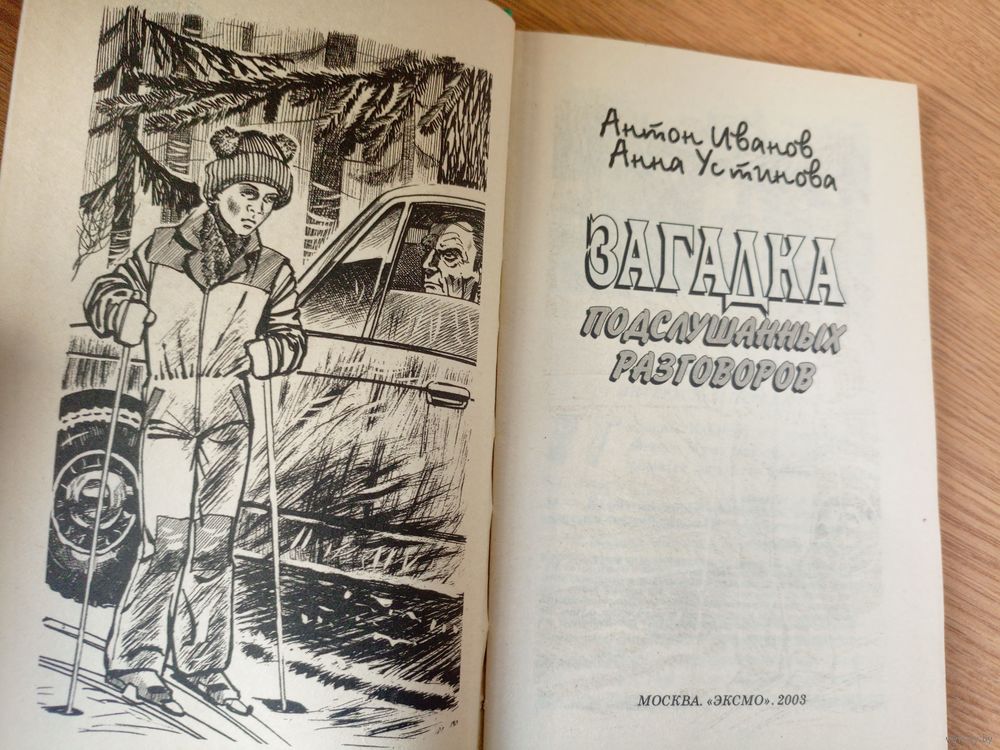 Антон Иванов
Анна Устинова
ЗАГАДКА
ПОДСЛУШАННЫХ
РАЗГОВОРОВ
МОСКВА. «ЭКСМО». 2003